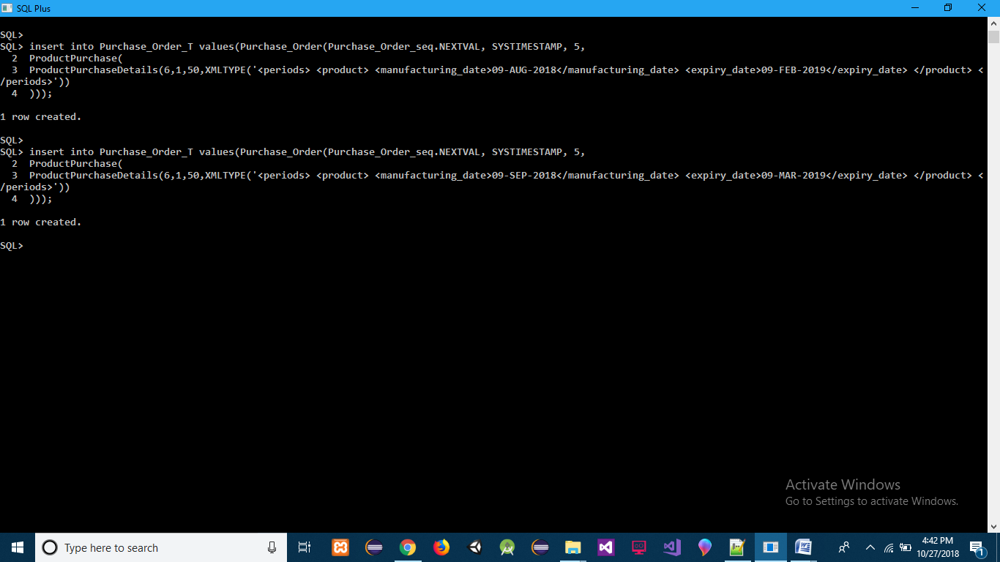 SQL Plus
SQL>
SQL> insert into Purchase_Order_T values(Purchase_Order(Purchase_Order_seq.NEXTVAL, SYSTIMESTAMP, 5,
2 ProductPurchase(
3 ProductPurchaseDetails(6,1,50,XMLTYPE('<periods> <product> <manufacturing_date>09-AUG-2018</manufacturing_date> <expiry_date>09-FEB-2019</expiry_date> </product> <
/periods>'))
4 )));
1 row created.
SQL>
SQL> insert into Purchase_Order_T values(Purchase_Order(Purchase_Order_seq.NEXTVAL, SYSTIMESTAMP, 5,
2 ProductPurchase(
3 ProductPurchaseDetails(6,1,50,XMLTYPE('<periods> <product> <manufacturing_date>09-SEP-2018</manufacturing_date> <expiry_date>09-MAR-2019</expiry_date> </product> <
/periods>'))
4 )));
1 row created.
SQL>
Activate Windows
Go to Settings to activate Windows.
Type here to search
4:42 PM
10/27/2018
1